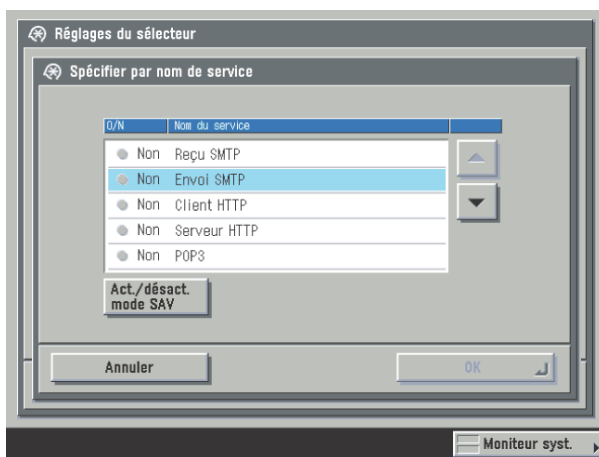 Réglages du sélecteur
Spécifier par nom de service
O/N Nom du service
Non Reçu SMTP
Non Envoi SMTP
Non Client HTTP
Non Serveur HTTP
Non POP3
Act./désact.
mode SAV
Annuler OK
Moniteur syst.